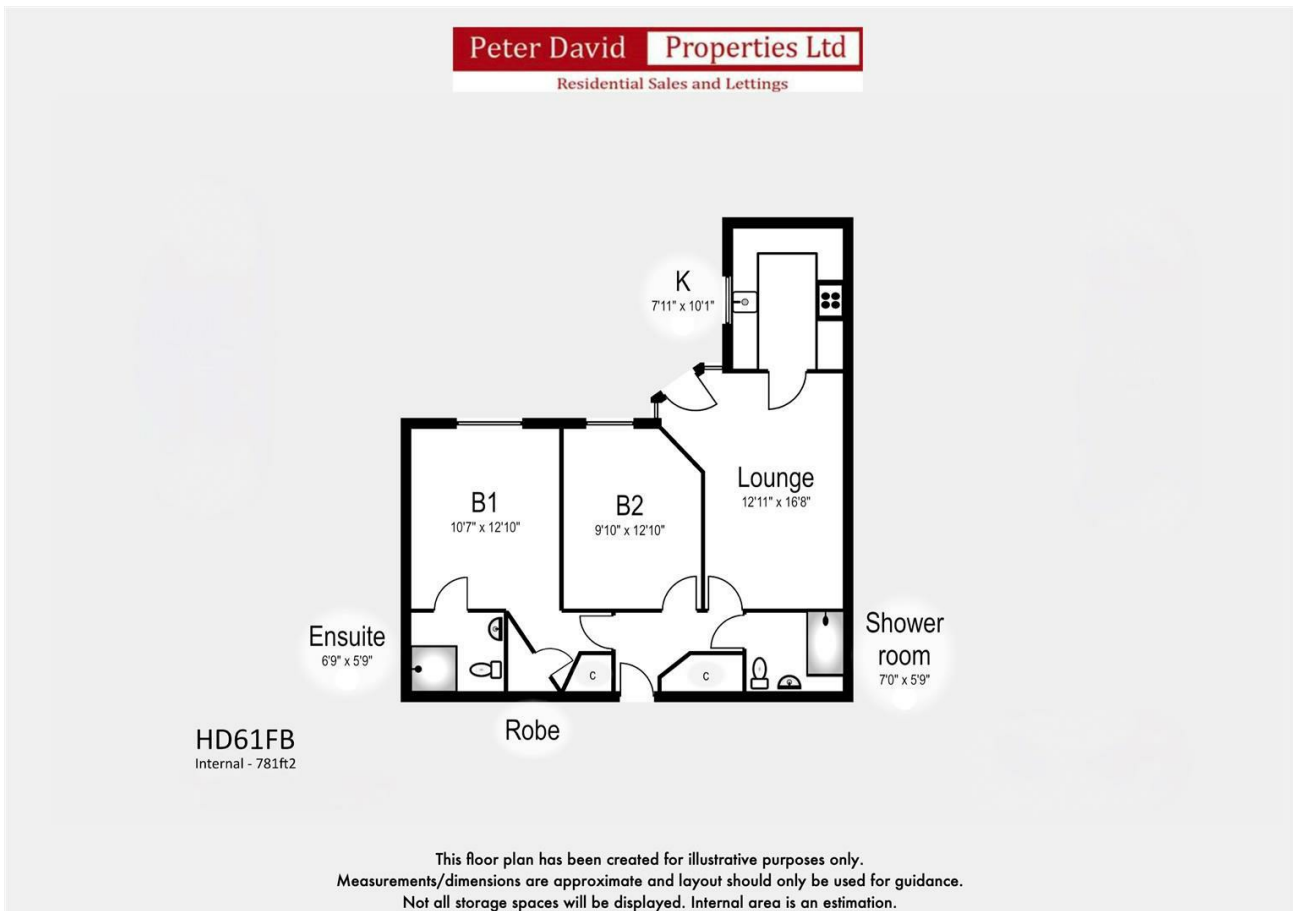 Peter David Properties Ltd
Residential Sales and Lettings
K
7'11" x 10'1"
Lounge
12'11" x 16'8"
B1
10'7" x 12'10"
B2
9'10" x 12'10"
Ensuite
6'9" x 5'9"
Shower
room
7'0" x 5'9"
C
C
Robe
HD61FB
Internal - 781ft2
This floor plan has been created for illustrative purposes only.
Measurements/dimensions are approximate and layout should only be used for guidance.
Not all storage spaces will be displayed. Internal area is an estimation.